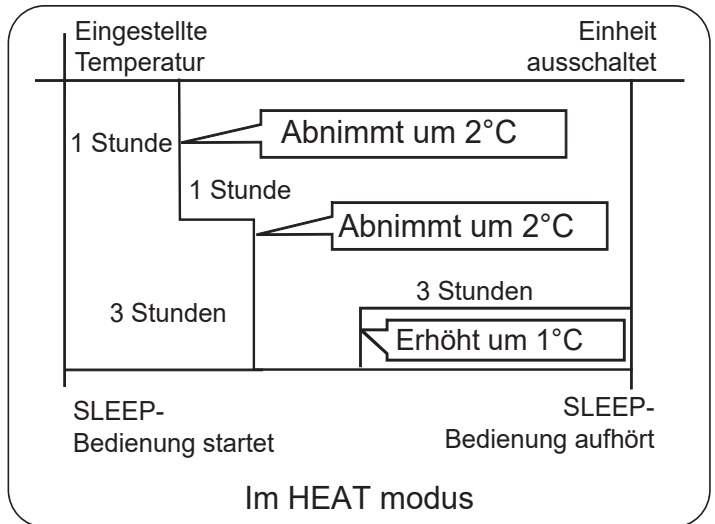 Eingestellte
Temperatur
Einheit
ausschaltet
1 Stunde
Abnimmt um 2°C
1 Stunde
Abnimmt um 2°C
3 Stunden
3 Stunden
Erhöht um 1°C
SLEEP-
Bedienung startet
SLEEP-
Bedienung aufhört
Im HEAT modus